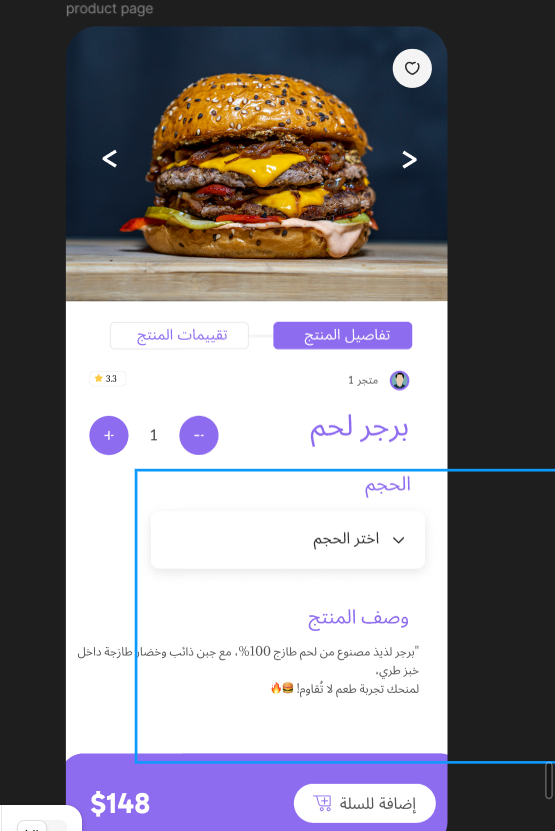 product page
تفاصيل المنتج
تقييمات المنتج
متجر 1
3.3
برجر لحم
1
الحجم
اختر الحجم
وصف المنتج
"برجر لذيذ مصنوع من لحم طازج 100%، مع جبن ذائب وخضار طازجة داخل
خبز طري،
لمنحك تجربة طعم لا تُقاوم! 🍔🔥
إضافة للسلة
$148